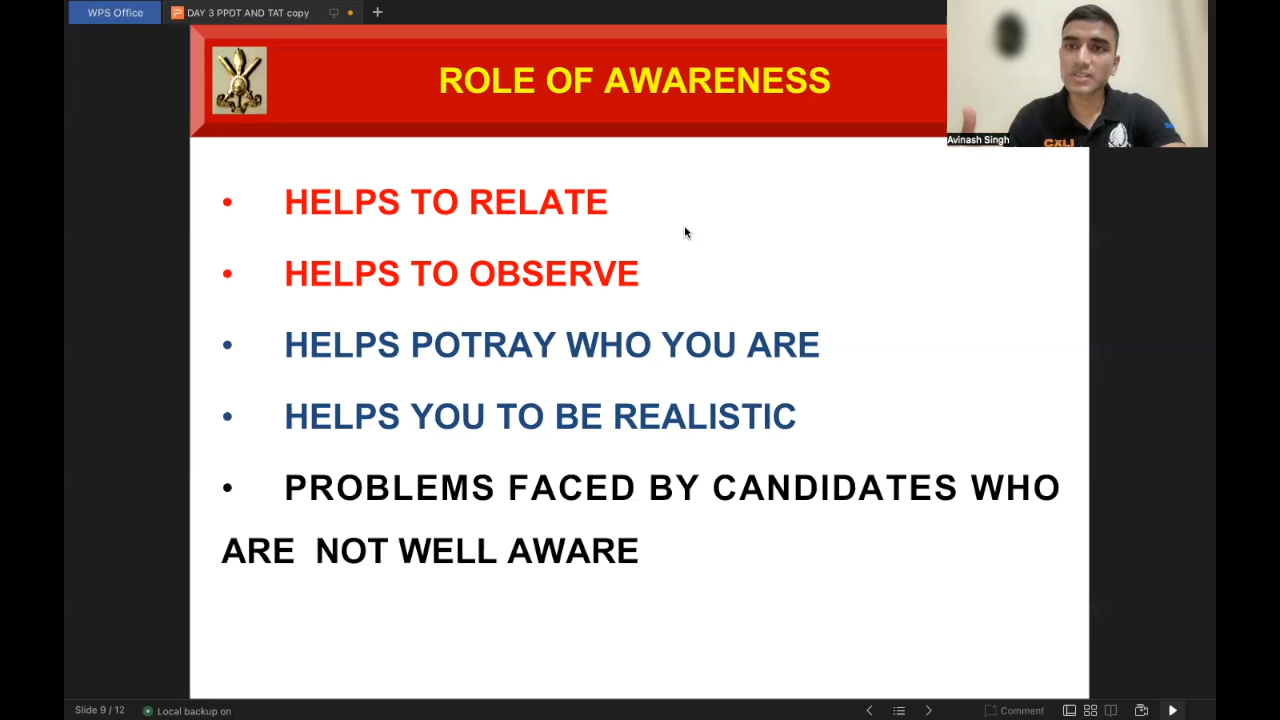 WPS Office
DAY 3 PPDT AND TAT copy
ROLE OF AWARENESS
Avinash Singh
CXLI
• HELPS TO RELATE
• HELPS TO OBSERVE
• HELPS POTRAY WHO YOU ARE
• HELPS YOU TO BE REALISTIC
• PROBLEMS FACED BY CANDIDATES WHO
ARE NOT WELL AWARE
Slide 9 / 12
Local backup on
Comment